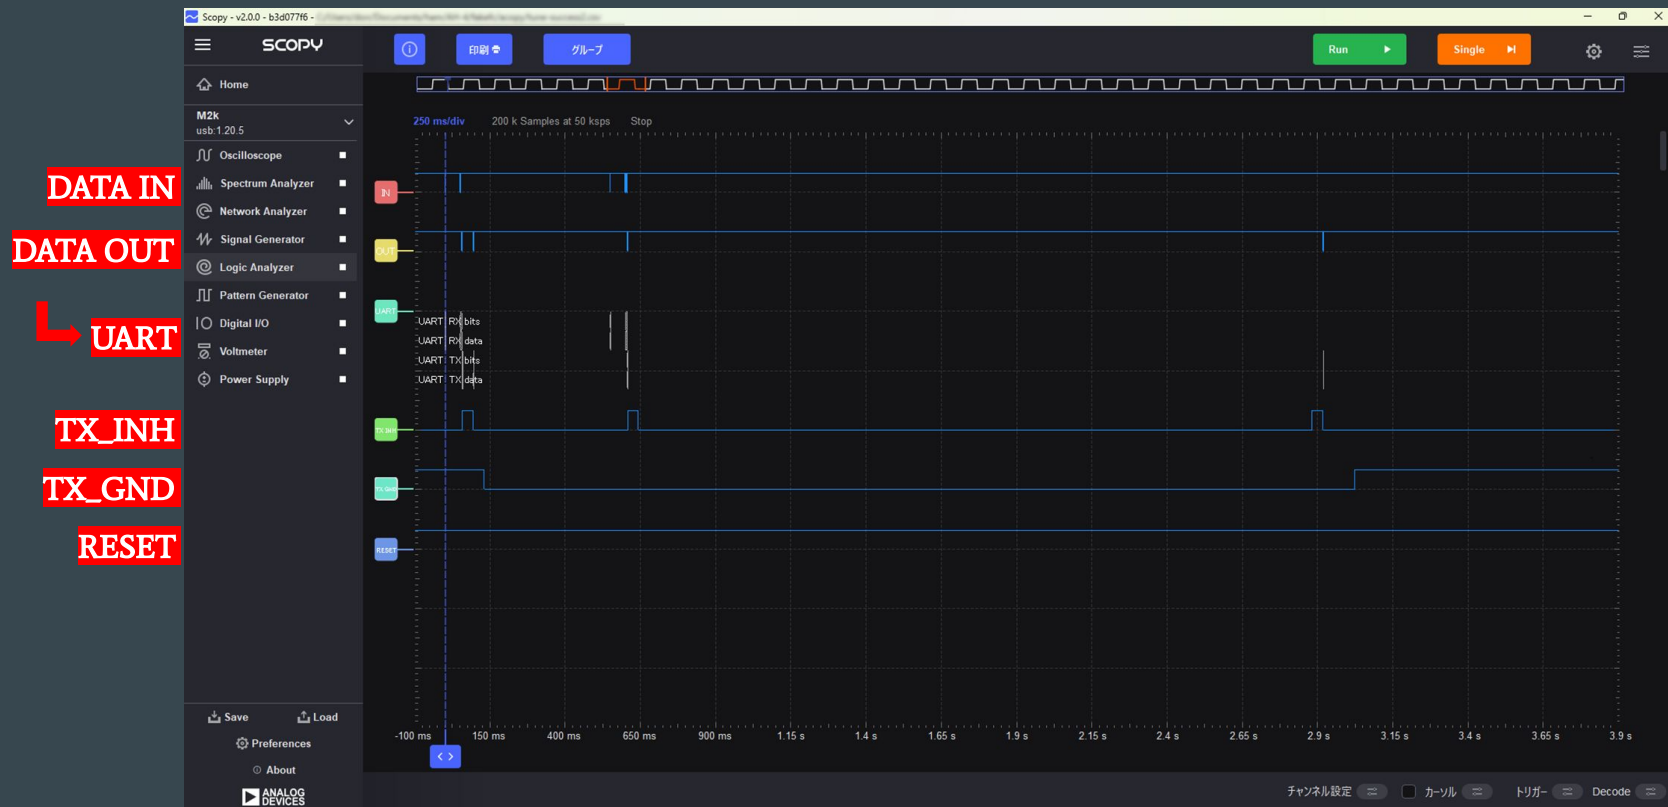 Scopy - v2.0.0 - b3d077f6 -
SCOPY
印刷
グループ
Run
Single
Home
M2k
usb:1.20.5
250 ms/div
200 k Samples at 50 ksps
Stop
Oscilloscope
Spectrum Analyzer
Network Analyzer
Signal Generator
Logic Analyzer
Pattern Generator
Digital I/O
Voltmeter
Power Supply
DATA IN
IN
DATA OUT
OUT
UART
UART
UART RX bits
UART RX data
UART TX bits
UART TX data
TX_INH
TX INH
TX_GND
TX GND
RESET
RESET
-100 ms
150 ms
400 ms
650 ms
900 ms
1.15 s
1.4 s
1.65 s
1.9 s
2.15 s
2.4 s
2.65 s
2.9 s
3.15 s
3.4 s
3.65 s
3.9 s
Save
Load
Preferences
About
ANALOG
DEVICES
チャンネル設定
カーソル
トリガー
Decode